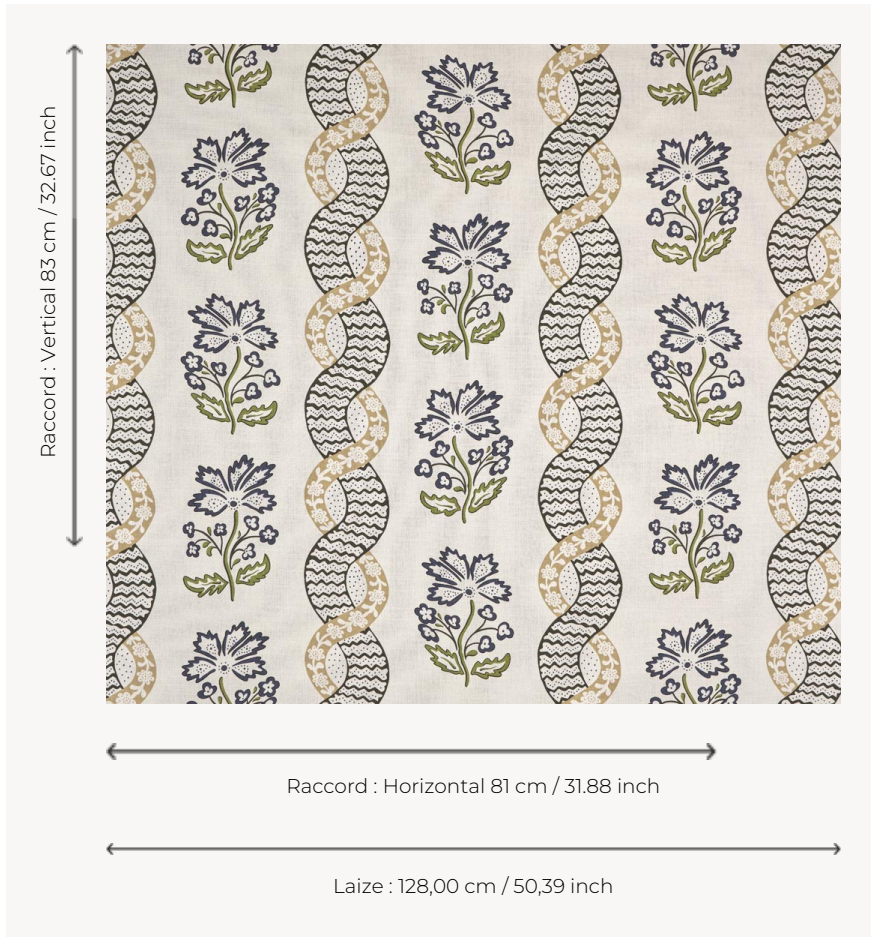 Raccord : Vertical 83 cm / 32.67 inch
Raccord : Horizontal 81 cm / 31.88 inch
Laize : 128,00 cm / 50,39 inch